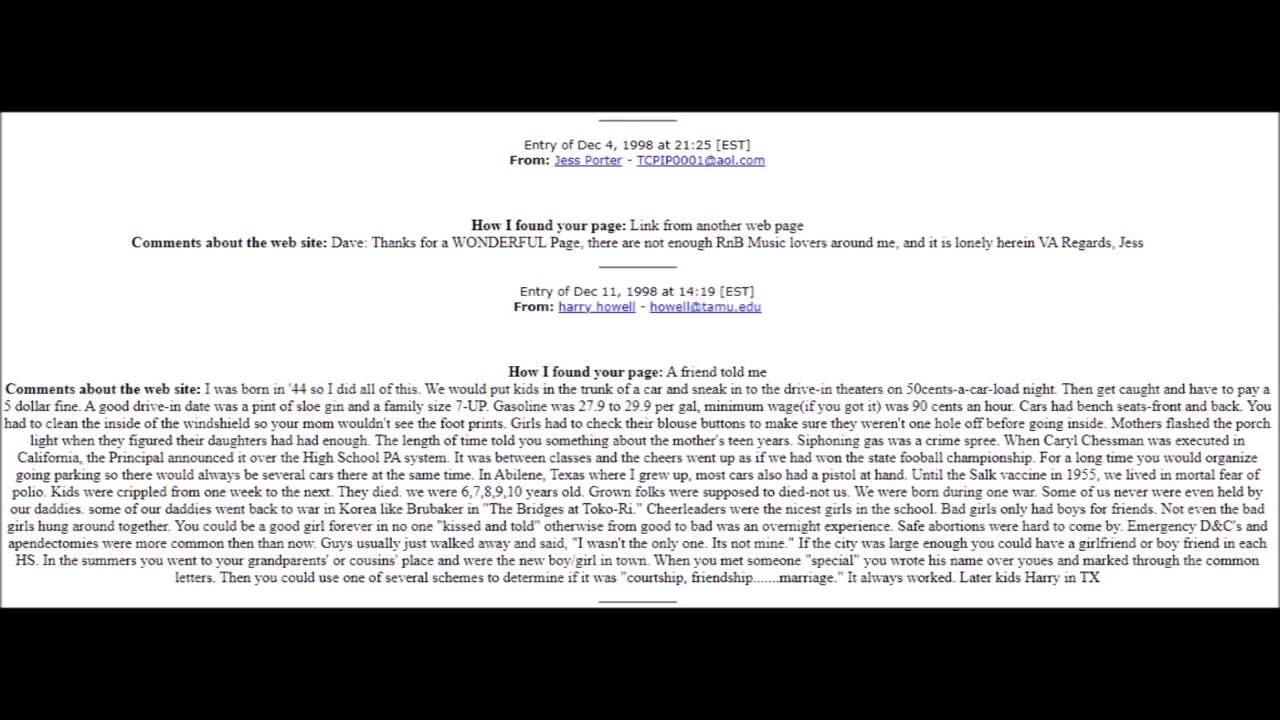 Entry of Dec 4, 1998 at 21:25 [EST]
From: Jess Porter - TCPIP0001@aol.com
How I found your page: Link from another web page
Comments about the web site: Dave: Thanks for a WONDERFUL Page, there are not enough RnB Music lovers around me, and it is lonely herein VA Regards, Jess
Entry of Dec 11, 1998 at 14:19 [EST]
From: harry howell - howell@tamu.edu
How I found your page: A friend told me
Comments about the web site: I was born in '44 so I did all of this. We would put kids in the trunk of a car and sneak in to the drive-in theaters on 50cents-a-car-load night. Then get caught and have to pay a
5 dollar fine. A good drive-in date was a pint of sloe gin and a family size 7-UP. Gasoline was 27.9 to 29.9 per gal, minimum wage(if you got it) was 90 cents an hour. Cars had bench seats-front and back. You
had to clean the inside of the windshield so your mom wouldn't see the foot prints. Girls had to check their blouse buttons to make sure they weren't one hole off before going inside. Mothers flashed the porch
light when they figured their daughters had had enough. The length of time told you something about the mother's teen years. Siphoning gas was a crime spree. When Caryl Chessman was executed in
California, the Principal announced it over the High School PA system. It was between classes and the cheers went up as if we had won the state fooball championship. For a long time you would organize
going parking so there would always be several cars there at the same time. In Abilene, Texas where I grew up, most cars also had a pistol at hand. Until the Salk vaccine in 1955, we lived in mortal fear of
polio. Kids were crippled from one week to the next. They died. we were 6,7,8,9,10 years old. Grown folks were supposed to died-not us. We were born during one war. Some of us never were even held by
our daddies. some of our daddies went back to war in Korea like Brubaker in "The Bridges at Toko-Ri." Cheerleaders were the nicest girls in the school. Bad girls only had boys for friends. Not even the bad
girls hung around together. You could be a good girl forever in no one "kissed and told" otherwise from good to bad was an overnight experience. Safe abortions were hard to come by. Emergency D&C's and
apendectomies were more common then than now. Guys usually just walked away and said, "I wasn't the only one. Its not mine." If the city was large enough you could have a girlfriend or boy friend in each
HS. In the summers you went to your grandparents' or cousins' place and were the new boy/girl in town. When you met someone "special" you wrote his name over youes and marked through the common
letters. Then you could use one of several schemes to determine if it was "courtship, friendship.......marriage." It always worked. Later kids Harry in TX